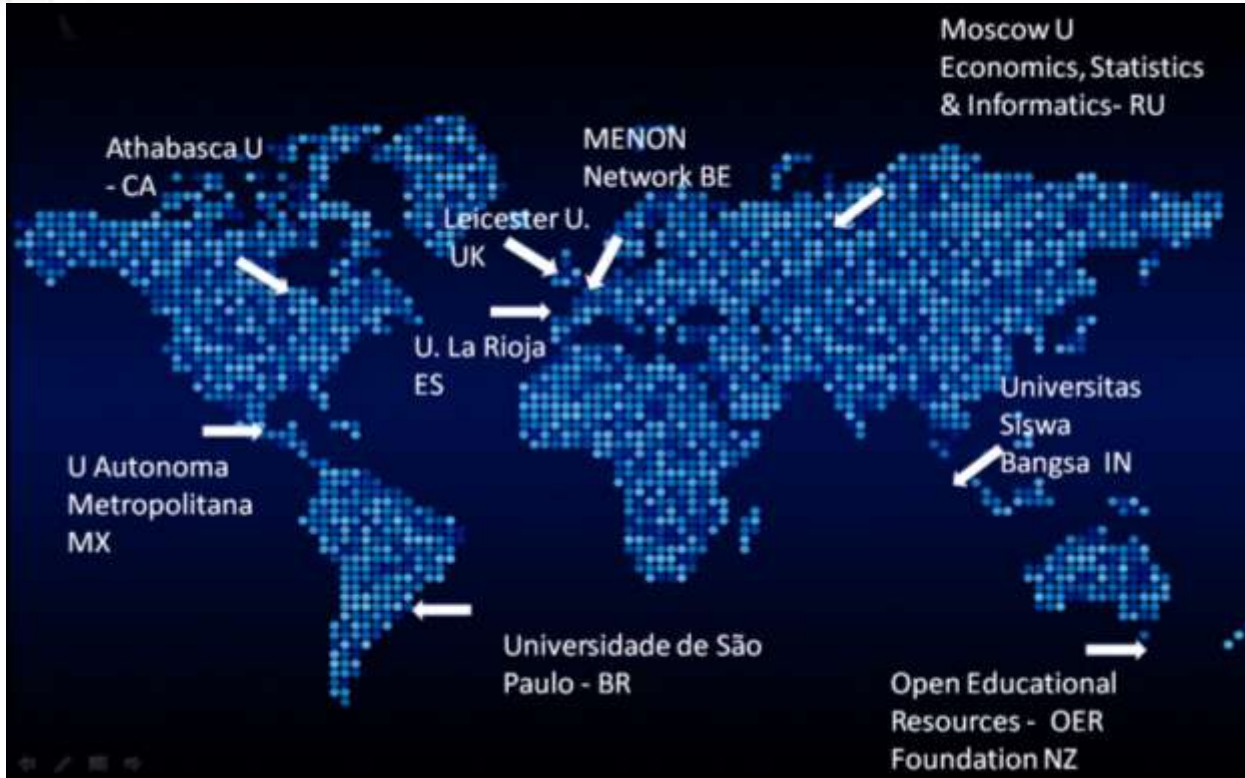 Moscow U
Economics, Statistics
& Informatics- RU
MENON
Network BE
Athabasca U
- CA
Leicester U.
UK
U. La Rioja
ES
Universitas
Siswa
Bangsa  IN
U Autonoma
Metropolitana
MX
Universidade de São
Paulo - BR
Open Educational
Resources -  OER
Foundation NZ